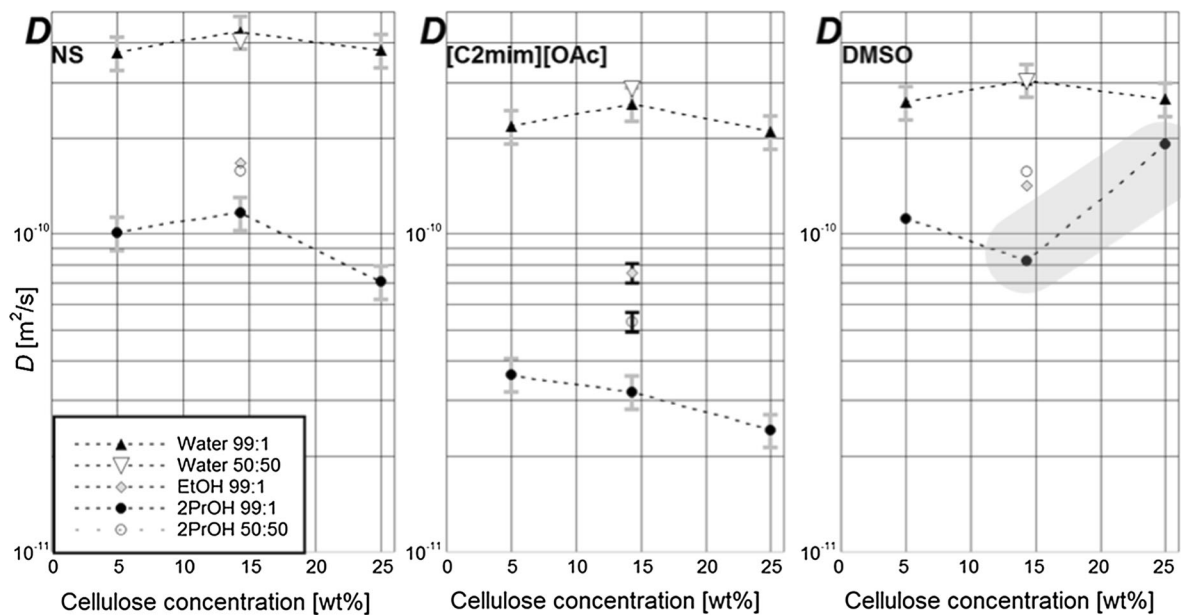 D
NS
D
[C2mim][OAc]
D
DMSO
10⁻¹⁰
10⁻¹⁰
10⁻¹⁰
D [m²/s]
Water 99:1
Water 50:50
EtOH 99:1
2PrOH 99:1
2PrOH 50:50
10⁻¹¹
10⁻¹¹
10⁻¹¹
0 5 10 15 20 25
0 5 10 15 20 25
0 5 10 15 20 25
Cellulose concentration [wt%]
Cellulose concentration [wt%]
Cellulose concentration [wt%]